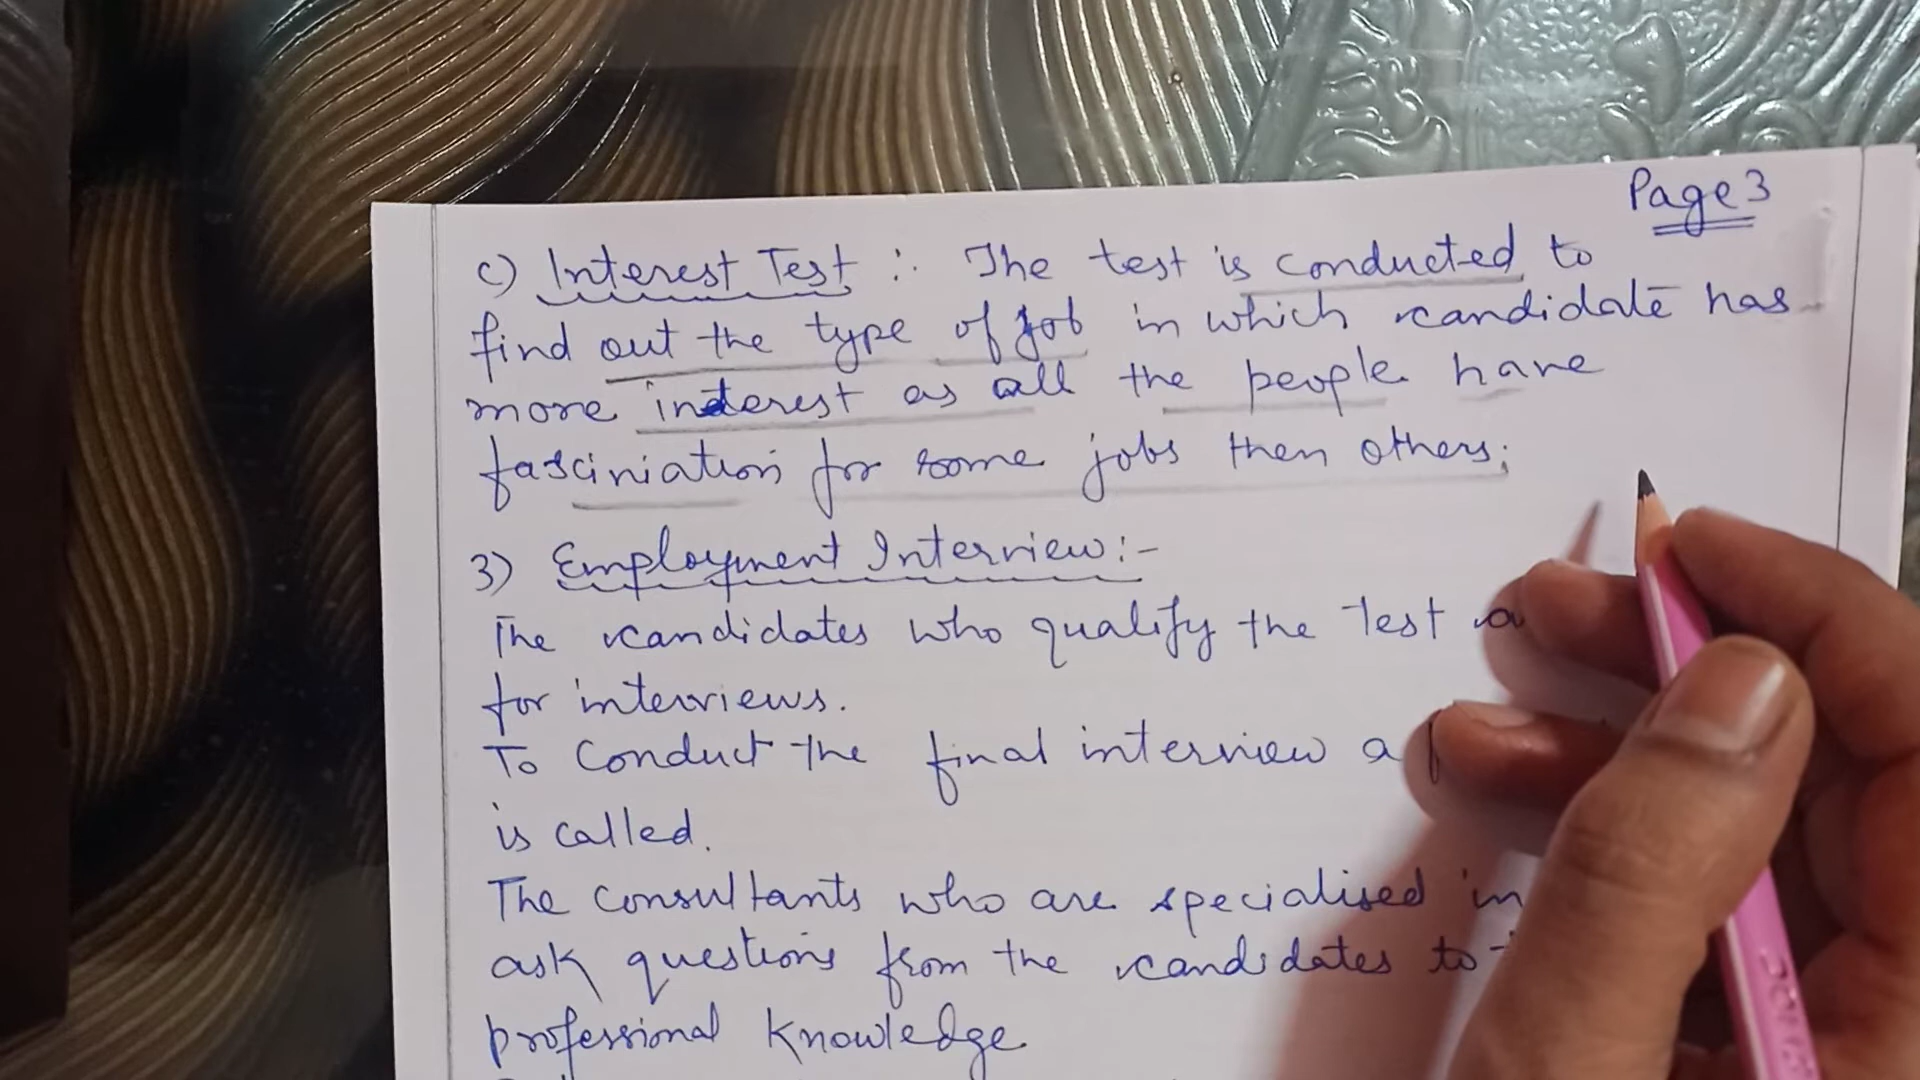 Page 3
c) Interest Test :. The test is conducted to
find out the type of job in which candidate has
more interest as all the people have
fasciniation for some jobs then others;
3) Employment Interview :-
The candidates who qualify the Test
for interviews.
To Conduct the final interview a
is called.
The consultants who are specialised in
ask questions from the candidates to
professional Knowledge